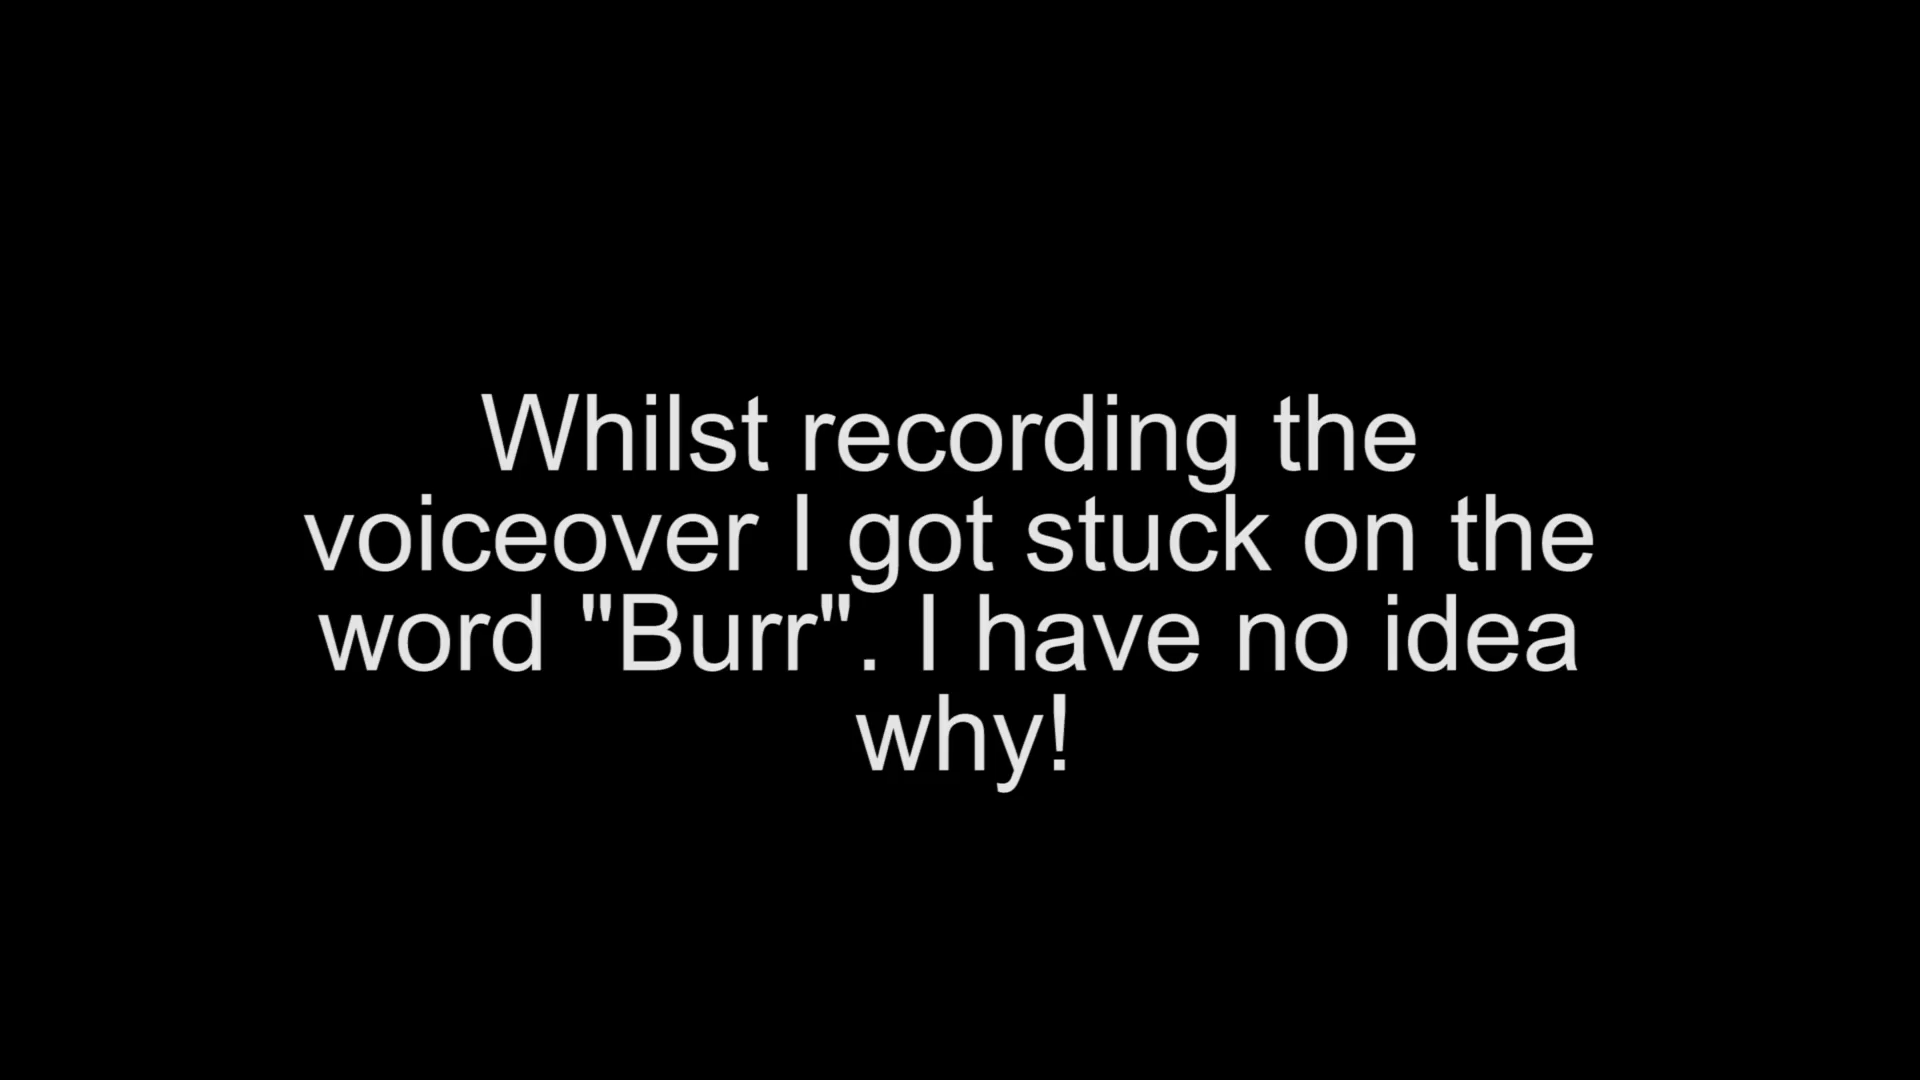 Whilst recording the
voiceover I got stuck on the
word "Burr". I have no idea
why!